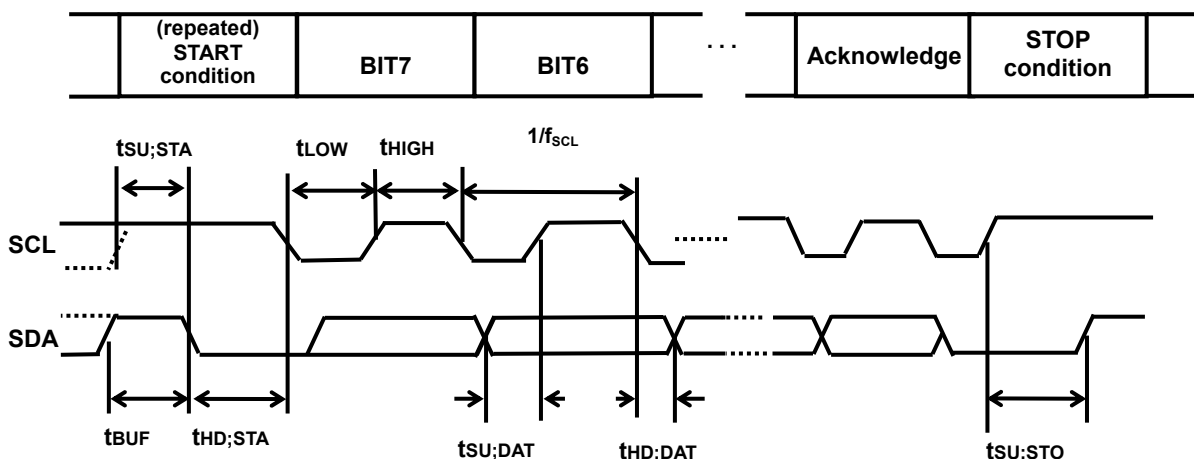 (repeated)
START
condition
BIT7
BIT6
. . .
Acknowledge
STOP
condition
tSU;STA
tLOW
tHIGH
1/fSCL
SCL
SDA
tBUF
tHD;STA
tSU;DAT
tHD:DAT
tSU:STO